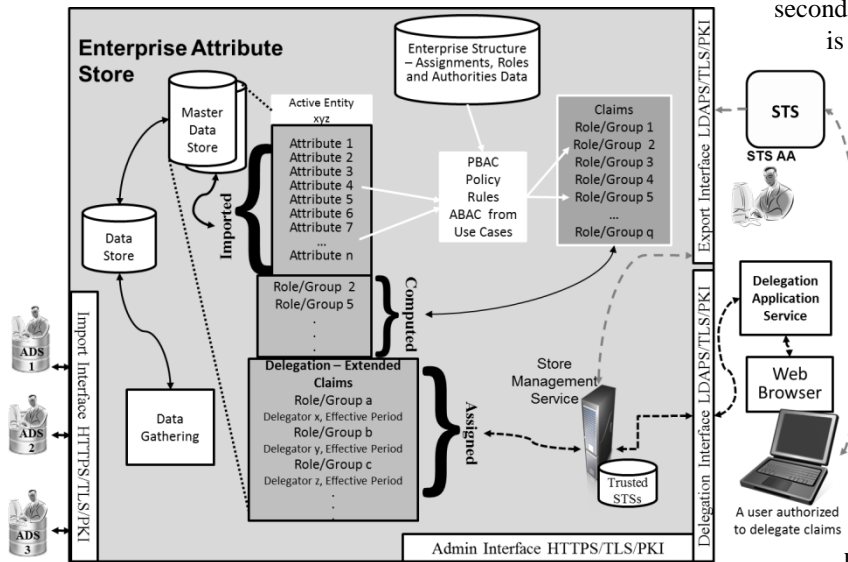 second
is
Enterprise Attribute
Store
Enterprise Structure
– Assignments, Roles
and Authorities Data
Master
Data
Store
Data
Store
Data
Gathering
Active Entity
xyz
Attribute 1
Attribute 2
Attribute 3
Attribute 4
Attribute 5
Attribute 6
Attribute 7
...
Attribute n
Imported
Role/Group 2
Role/Group 5
.
.
.
Computed
Delegation – Extended
Claims
Role/Group a
Delegator x, Effective Period
Role/Group b
Delegator y, Effective Period
Role/Group c
Delegator z, Effective Period
.
.
Assigned
PBAC
Policy
Rules
ABAC from
Use Cases
Claims
Role/Group 1
Role/Group 2
Role/Group 3
Role/Group 4
Role/Group 5
...
Role/Group q
Store
Management
Service
Trusted
STSs
Import Interface HTTPS/TLS/PKI
ADS
1
ADS
2
ADS
3
Export Interface LDAPS/TLS/PKI
Delegation Interface LDAPS/TLS/PKI
Admin Interface HTTPS/TLS/PKI
STS
STS AA
Delegation
Application
Service
Web
Browser
A user authorized
to delegate claims